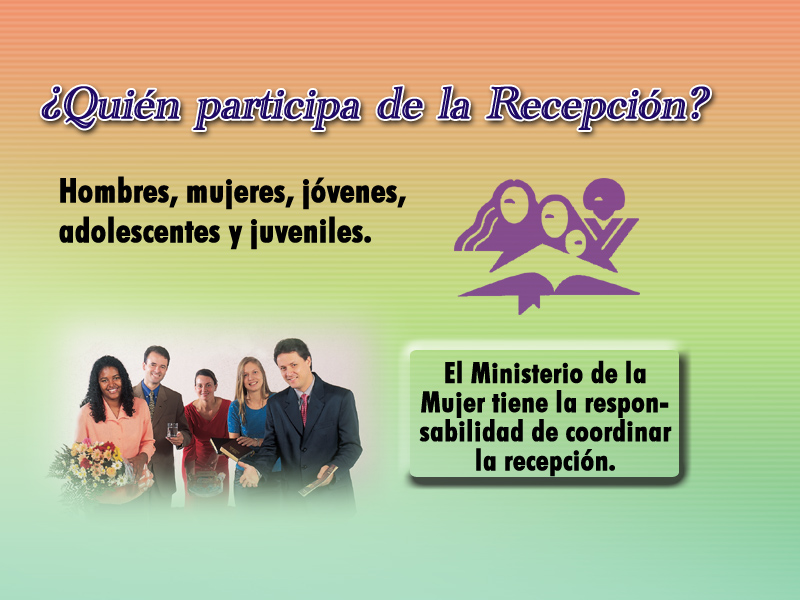 ¿Quién participa de la Recepción?
Hombres, mujeres, jóvenes,
adolescentes y juveniles.
El Ministerio de la
Mujer tiene la respon-
sabilidad de coordinar
la recepción.